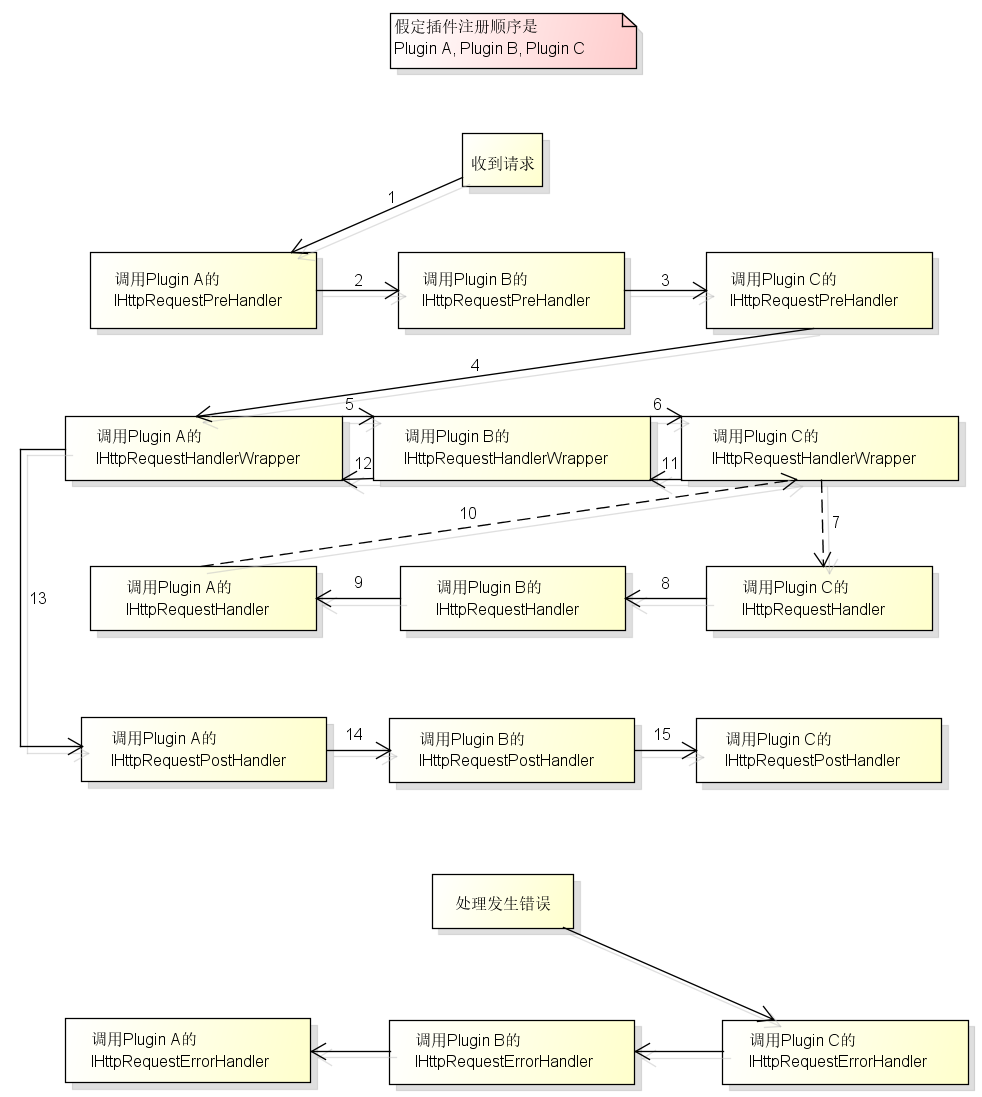 假定插件注册顺序是
Plugin A, Plugin B, Plugin C
收到请求
1
调用Plugin A的
IHttpRequestPreHandler
2
调用Plugin B的
IHttpRequestPreHandler
3
调用Plugin C的
IHttpRequestPreHandler
4
调用Plugin A的
IHttpRequestHandlerWrapper
5
12
调用Plugin B的
IHttpRequestHandlerWrapper
6
11
调用Plugin C的
IHttpRequestHandlerWrapper
10
7
调用Plugin A的
IHttpRequestHandler
9
调用Plugin B的
IHttpRequestHandler
8
调用Plugin C的
IHttpRequestHandler
13
调用Plugin A的
IHttpRequestPostHandler
14
调用Plugin B的
IHttpRequestPostHandler
15
调用Plugin C的
IHttpRequestPostHandler
处理发生错误
调用Plugin A的
IHttpRequestErrorHandler
调用Plugin B的
IHttpRequestErrorHandler
调用Plugin C的
IHttpRequestErrorHandler